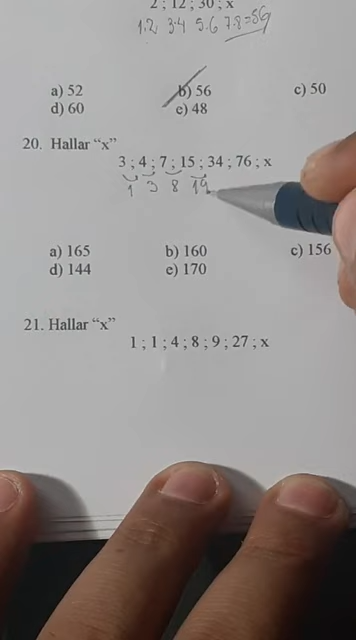 2 ; 12 ; 30 ; x
1.2 3.4 5.6 7.8=56
a) 52 b) 56 c) 50
d) 60 e) 48
20. Hallar “x”
3 ; 4 ; 7 ; 15 ; 34 ; 76 ; x
1 3 8 19
a) 165 b) 160 c) 156
d) 144 e) 170
21. Hallar “x”
1 ; 1 ; 4 ; 8 ; 9 ; 27 ; x